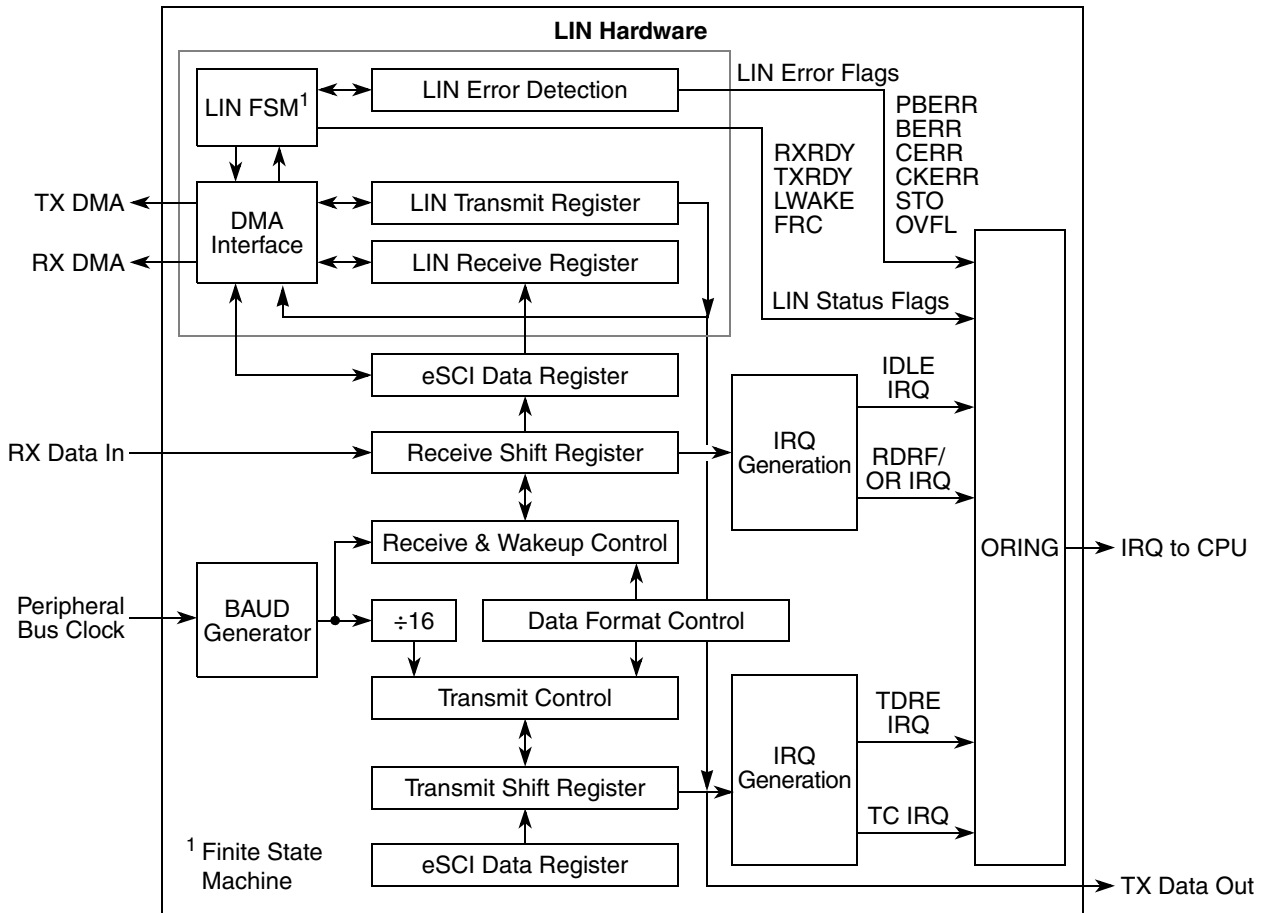 LIN Hardware
LIN FSM1
LIN Error Detection
LIN Error Flags
PBERR
BERR
CERR
CKERR
STO
OVFL
RXRDY
TXRDY
LWAKE
FRC
TX DMA
RX DMA
DMA
Interface
LIN Transmit Register
LIN Receive Register
LIN Status Flags
eSCI Data Register
IDLE
IRQ
RX Data In
Receive Shift Register
IRQ
Generation
RDRF/
OR IRQ
Receive & Wakeup Control
ORING
IRQ to CPU
Peripheral
Bus Clock
BAUD
Generator
÷16
Data Format Control
Transmit Control
TDRE
IRQ
IRQ
Generation
Transmit Shift Register
TC IRQ
eSCI Data Register
1 Finite State
Machine
TX Data Out